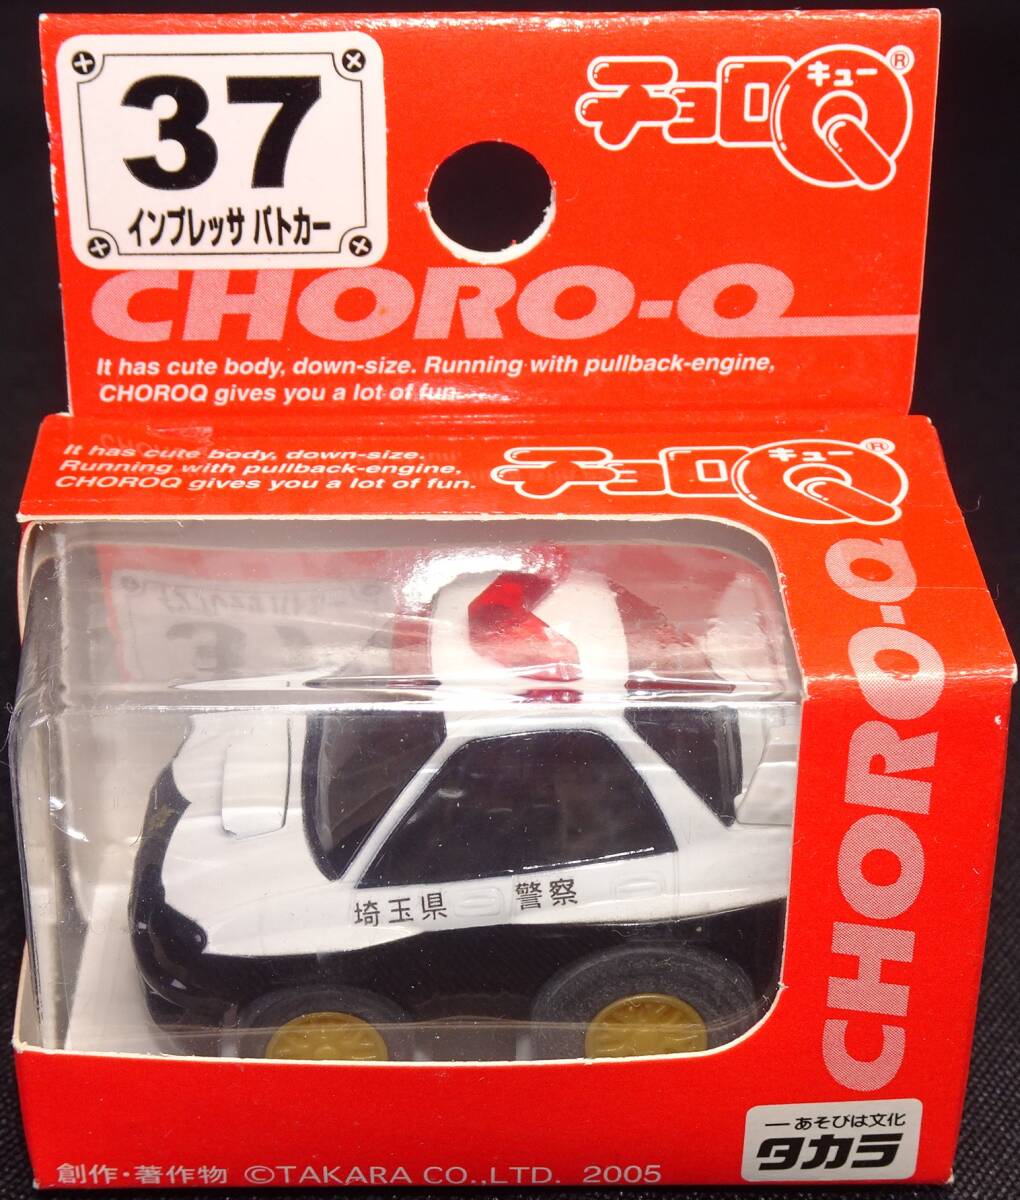 37
インプレッサ パトカー
チョロQ
キュー
®
CHORO-Q
It has cute body, down-size. Running with pullback-engine,
CHOROQ gives you a lot of fun.
It has cute body, down-size.
Running with pullback-engine,
CHOROQ gives you a lot of fun.
チョロQ
キュー
®
CHORO-Q
埼玉県 警察
―あそびは文化
タカラ
創作・著作物 ©TAKARA CO.,LTD. 2005